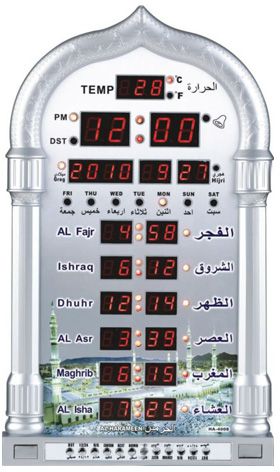 TEMP 28 °C °F الحرارة
PM 12 00
DST
ميلادي Greg 2010 9 27 هجري Hijri
FRI THU WED TUE MON SUN SAT
جمعة خميس اربعاء ثلاثاء اثنين احد سبت
AL Fajr 4 58 الفجر
Ishraq 6 12 الشروق
Dhuhr 12 14 الظهر
AL Asr 3 39 العصر
Maghrib 6 15 المغرب
AL Isha 7 25 العشاء
AL-HARAMEEN الحرمين HA-4008